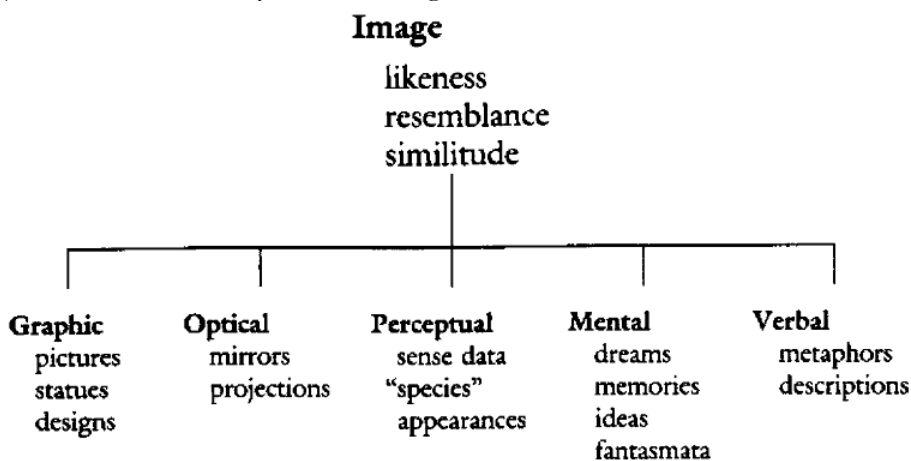 Image
likeness
resemblance
similitude
Graphic
pictures
statues
designs
Optical
mirrors
projections
Perceptual
sense data
“species”
appearances
Mental
dreams
memories
ideas
fantasmata
Verbal
metaphors
descriptions